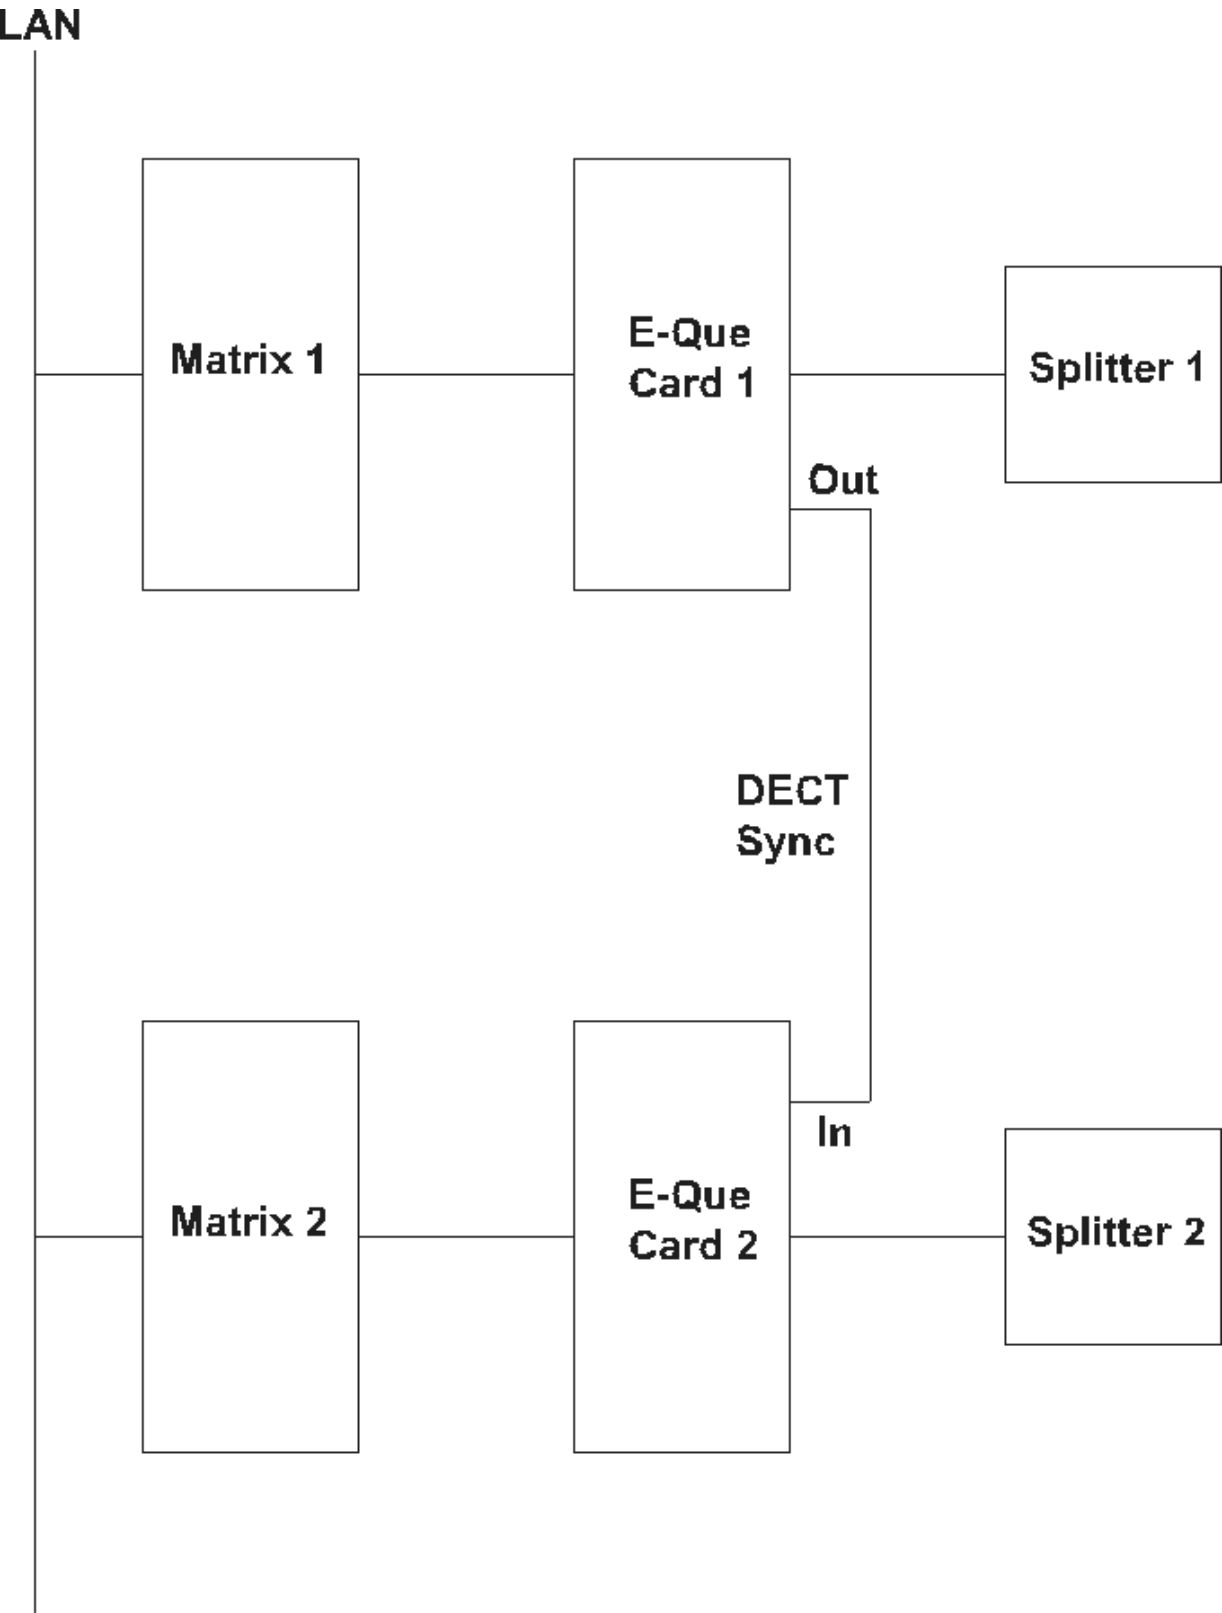 LAN
Matrix 1
E-Que
Card 1
Splitter 1
Out
DECT
Sync
In
Matrix 2
E-Que
Card 2
Splitter 2